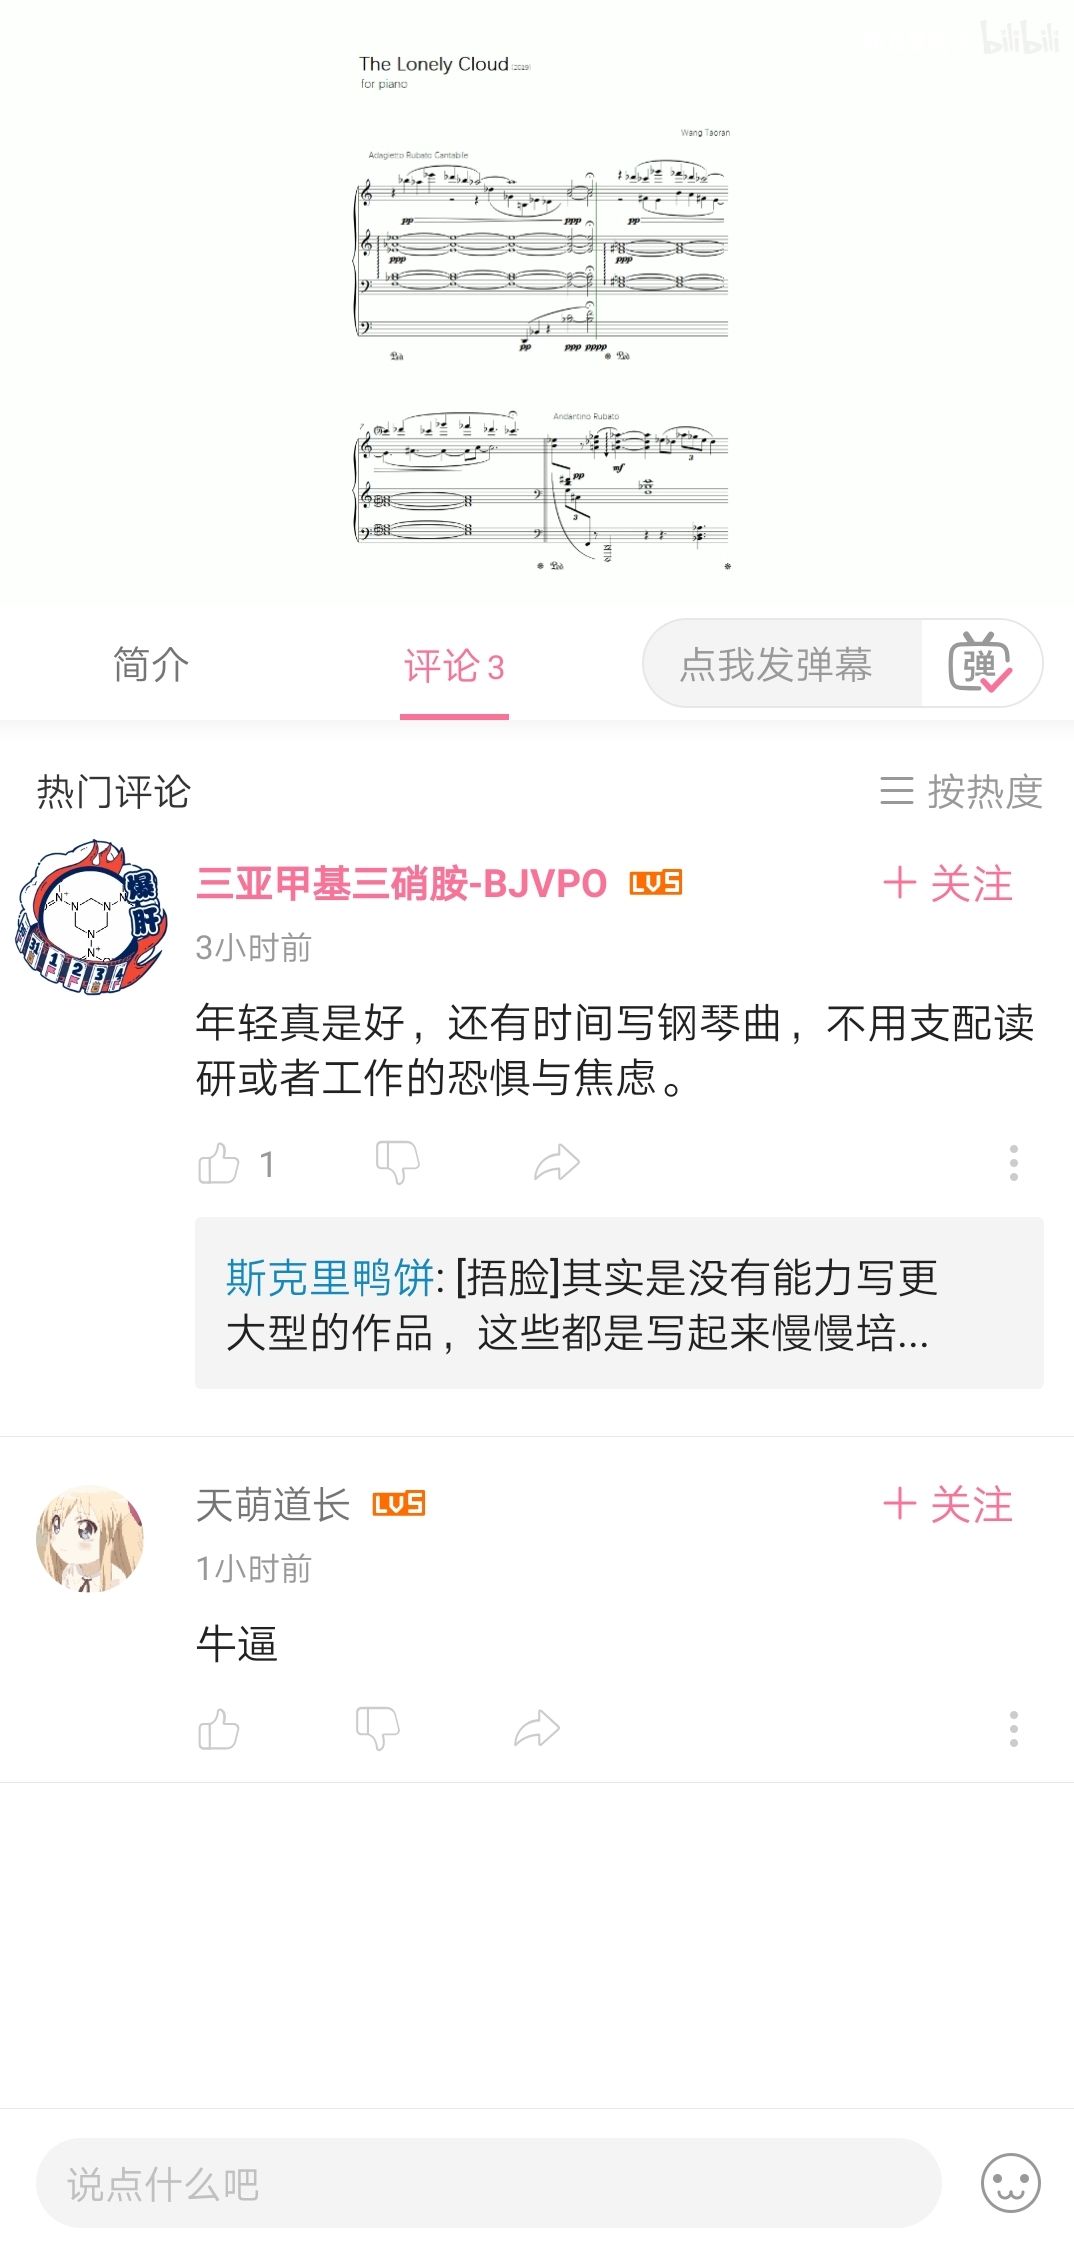 bilibili
The Lonely Cloud (2019)
for piano
Wang Taoran
Adagietto Rubato Cantabile
pp
ppp
pp
ppp
ppp
pp
ppp
pppp
7
Andantino Rubato
pp
mf
3
3
简介
评论 3
点我发弹幕
弹
热门评论
按热度
三亚甲基三硝胺-BJVPO LV5
+ 关注
3小时前
爆肝
年轻真是好，还有时间写钢琴曲，不用支配读
研或者工作的恐惧与焦虑。
1
斯克里鸭饼: [捂脸]其实是没有能力写更
大型的作品，这些都是写起来慢慢培...
天萌道长 LV5
+ 关注
1小时前
牛逼
说点什么吧